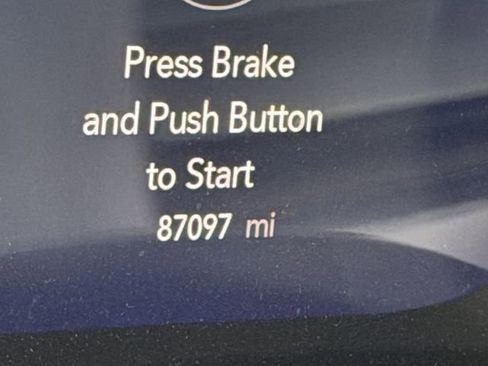 Press Brake
and Push Button
to Start
87097 mi